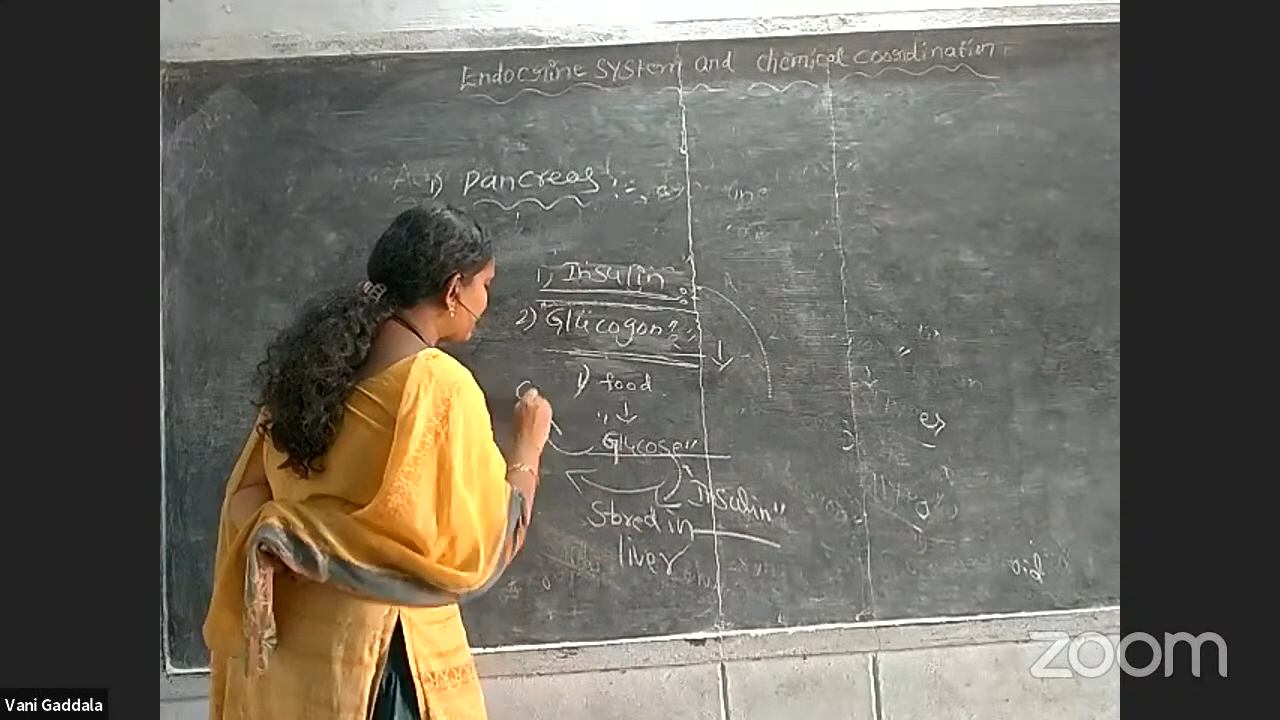 Endocrine system and chemical coordination
1) Pancreas :-
1) Insulin
2) Glucogon"
1) food
Glucose"
Insulin"
Stored in
liver
zoom
Vani Gaddala